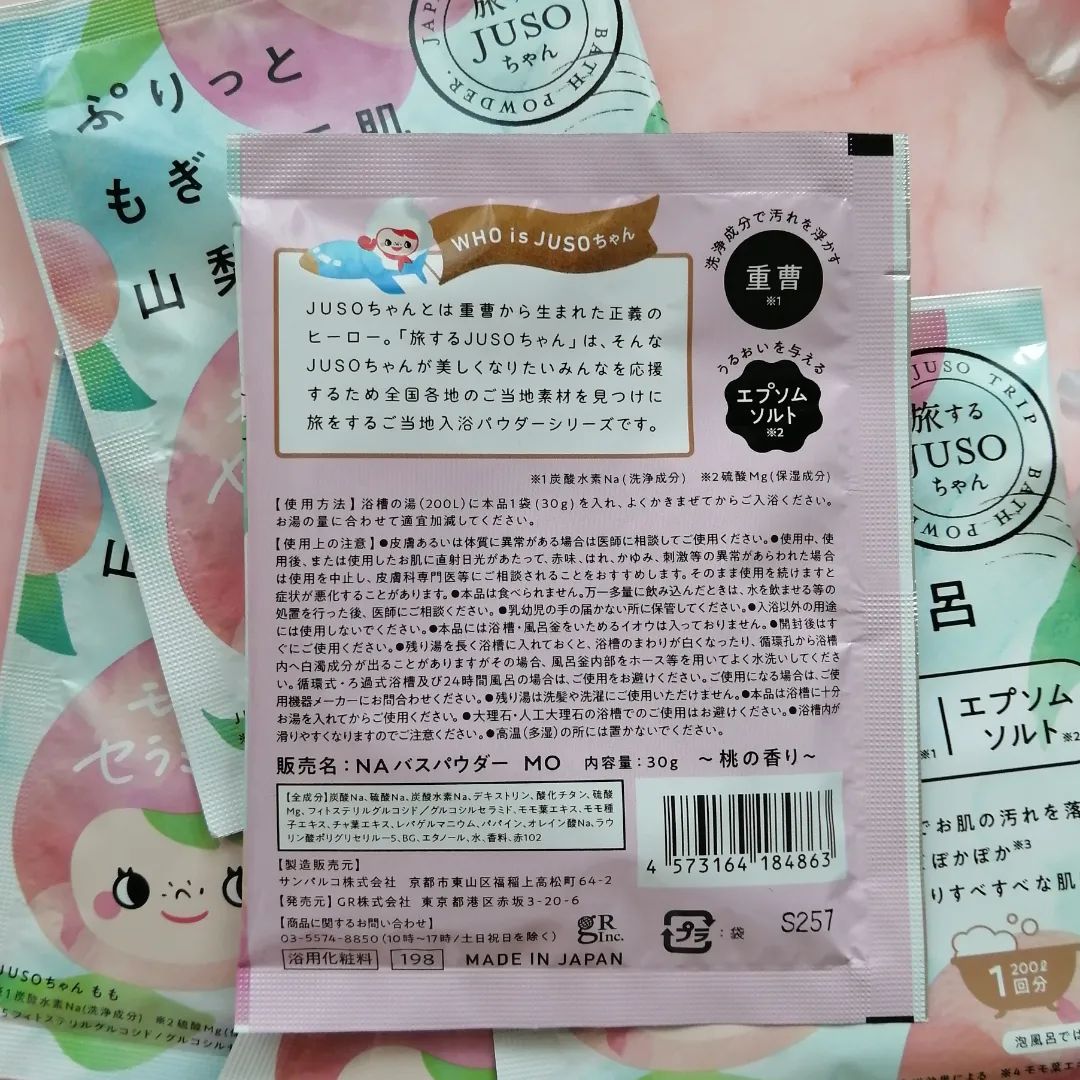 ぷりっと
もぎ
山梨
旅する
JUSO
ちゃん
BATH POWDER
WHO is JUSOちゃん
JUSOちゃんとは重曹から生まれた正義の
ヒーロー。「旅するJUSOちゃん」は、そんな
JUSOちゃんが美しくなりたいみんなを応援
するため全国各地のご当地素材を見つけに
旅をするご当地入浴パウダーシリーズです。
洗浄成分で汚れを浮かす
重曹
※1
うるおいを与える
エプソム
ソルト
※2
※1炭酸水素Na(洗浄成分) ※2硫酸Mg(保湿成分)
【使用方法】浴槽の湯(200L)に本品1袋(30g)を入れ、よくかきまぜてからご入浴ください。
お湯の量に合わせて適宜加減してください。
【使用上の注意】●皮膚あるいは体質に異常がある場合は医師に相談してご使用ください。●使用中、使
用後、または使用したお肌に直射日光があたって、赤味、はれ、かゆみ、刺激等の異常があらわれた場合
は使用を中止し、皮膚科専門医等にご相談されることをおすすめします。そのまま使用を続けますと
症状が悪化することがあります。●本品は食べられません。万一多量に飲み込んだときは、水を飲ませる等の
処置を行った後、医師にご相談ください。●乳幼児の手の届かない所に保管してください。●入浴以外の用途
には使用しないでください。●本品には浴槽・風呂釜をいためるイオウは入っておりません。●開封後はす
ぐにご使用ください。●残り湯を長く浴槽に入れておくと、浴槽のまわりが白くなったり、循環孔から浴槽
内へ白濁成分が出ることがありますがその場合、風呂釜内部をホース等を用いてよく水洗いしてくださ
い。循環式・ろ過式浴槽及び24時間風呂の場合は、ご使用をお避けください。ご使用になる場合は、ご使
用機器メーカーにお問合わせください。●残り湯は洗髪や洗濯にご使用いただけません。●本品は浴槽に十分
お湯を入れてからご使用ください。●大理石・人工大理石の浴槽でのご使用はお避けください。●浴槽内が
滑りやすくなりますのでご注意ください。●高温(多湿)の所には置かないでください。
販売名：NAバスパウダー MO 内容量：30g 〜桃の香り〜
【全成分】炭酸Na、硫酸Na、炭酸水素Na、デキストリン、酸化チタン、硫酸
Mg、フィトステリルグルコシド/グルコシルセラミド、モモ葉エキス、モモ種
子エキス、チャ葉エキス、レパゲルマニウム、パパイン、オレイン酸Na、ラウ
リン酸ポリグリセリル-5、BG、エタノール、水、香料、赤102
4 573164 184863
【製造販売元】
サンパルコ株式会社 京都市東山区福稲上高松町64-2
【発売元】GR株式会社 東京都港区赤坂3-20-6
【商品に関するお問い合わせ】
03-5574-8850(10時〜17時/土日祝日を除く)
gR
Inc.
プラ
：袋
S257
浴用化粧料 198 MADE IN JAPAN
JUSO TRIP
旅する
JUSO
ちゃん
呂
※1
エプソム
ソルト※2
でお肌の汚れを落
ぽかぽか※3
りすべすべな肌
1
200ℓ
回分
泡風呂では
※4モモ葉エ
山
セラミ
JUSOちゃん もも
※1炭酸水素Na(洗浄成分) ※2硫酸Mg
フィトステリルグルコシド/グルコシル